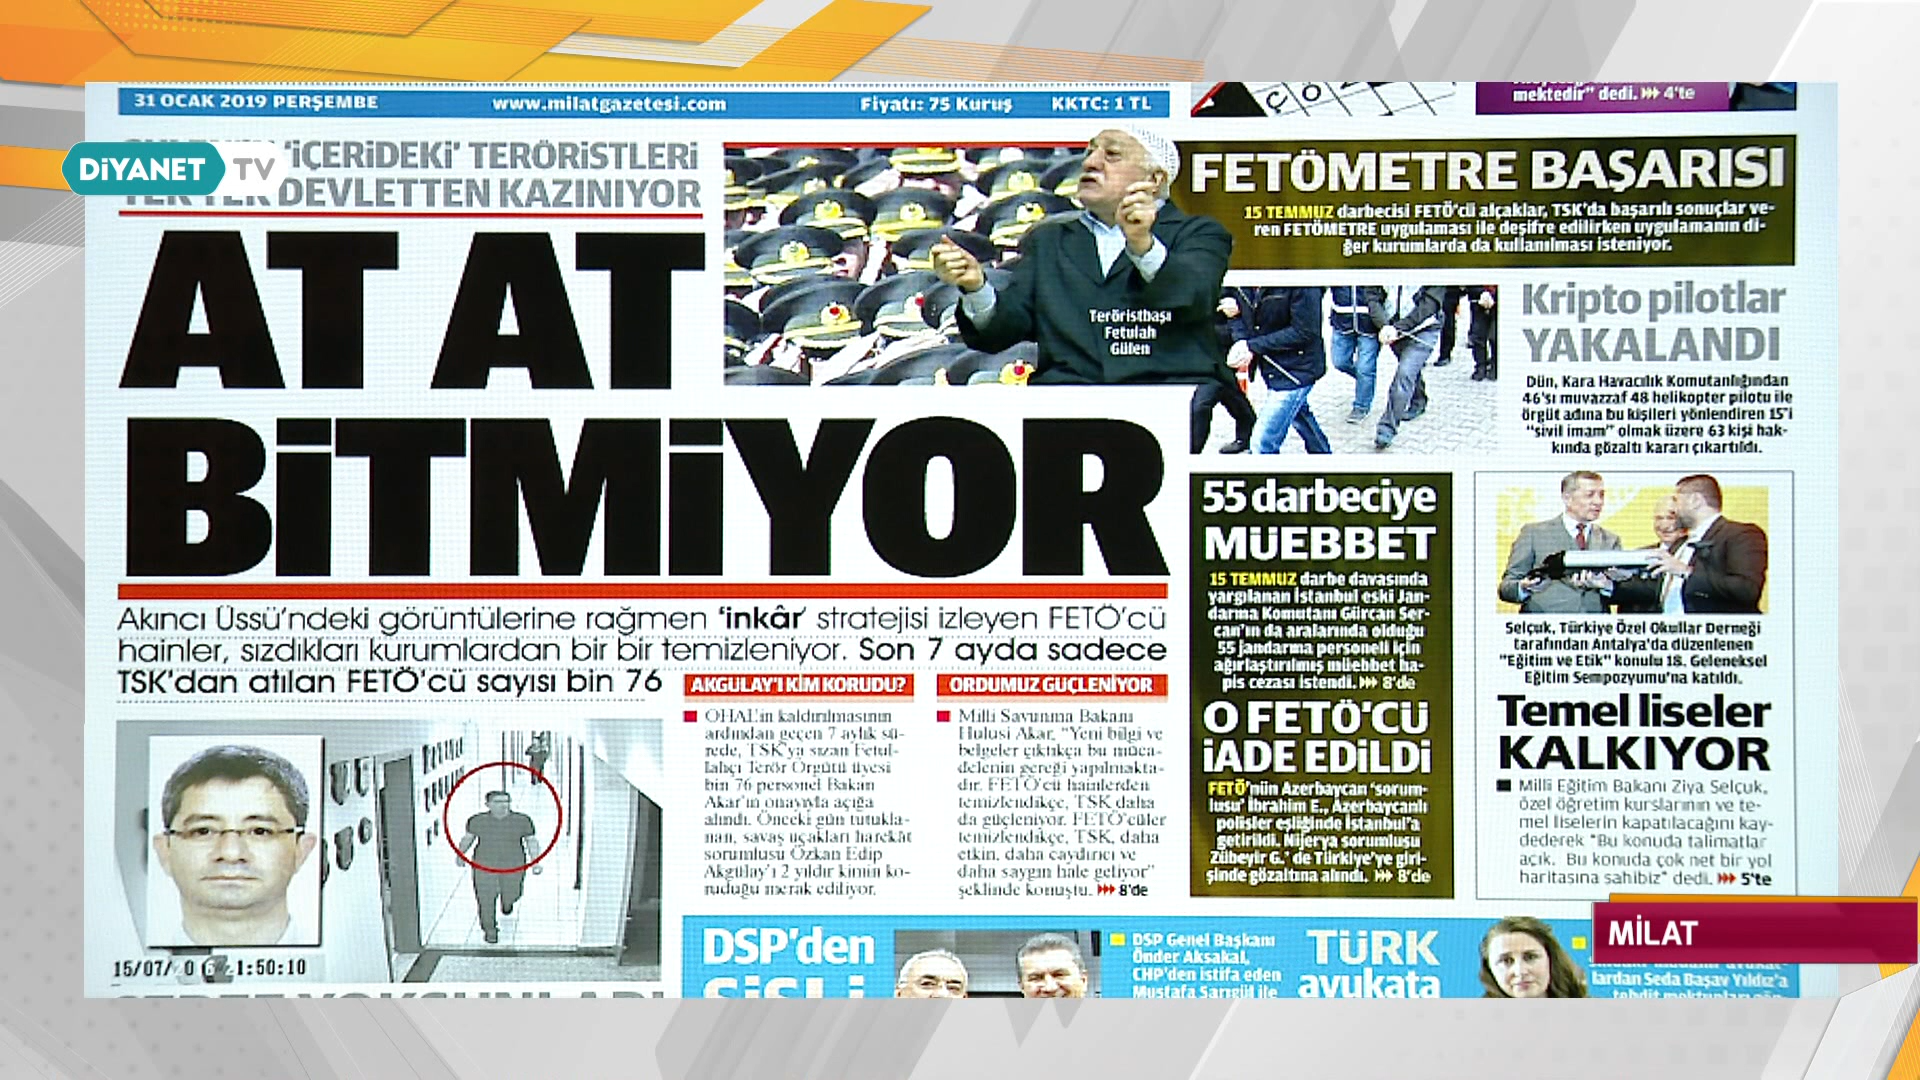 31 OCAK 2019 PERŞEMBE
www.milatgazetesi.com
Fiyatı: 75 Kuruş
KKTC: 1 TL
mektedir" dedi. 4'te
DiYANET TV
'İÇERİDEKİ' TERÖRİSTLERİ
TEK TEK DEVLETTEN KAZINIYOR
AT AT
BİTMİYOR
Akıncı Üssü'ndeki görüntülerine rağmen 'inkâr' stratejisi izleyen FETÖ'cü
hainler, sızdıkları kurumlardan bir bir temizleniyor. Son 7 ayda sadece
TSK'dan atılan FETÖ'cü sayısı bin 76
Teröristbaşı
Fetulah
Gülen
FETÖMETRE BAŞARISI
15 TEMMUZ darbecisi FETÖ'cü alçaklar, TSK'da başarılı sonuçlar ve-
ren FETÖMETRE uygulaması ile deşifre edilirken uygulamanın di-
ğer kurumlarda da kullanılması isteniyor.
Kripto pilotlar
YAKALANDI
Dün, Kara Havacılık Komutanlığından
46'sı muvazzaf 48 helikopter pilotu ile
örgüt adına bu kişileri yönlendiren 15'i
"sivil imam" olmak üzere 63 kişi hak-
kında gözaltı kararı çıkartıldı.
AKGÜLAY'I KİM KORUDU?
OHAL'in kaldırılmasının
ardından geçen 7 aylık sü-
rede, TSK'ya sızan Fetul-
lahçı Terör Örgütü üyesi
bin 76 personel Bakan
Akar'ın onayıyla açığa
alındı. Önceki gün tutukla-
nan, savaş uçakları harekât
sorumlusu Özkan Edip
Akgülay'ı 2 yıldır kimin ko-
ruduğu merak ediliyor.
ORDUMUZ GÜÇLENİYOR
Milli Savunma Bakanı
Hulusi Akar, "Yeni bilgi ve
belgeler çıktıkça bu müca-
delenin gereği yapılmakta-
dır. FETÖ'cü hainlerden
temizlendikçe, TSK daha
da güçleniyor. FETÖ'cüler
temizlendikçe, TSK, daha
etkin, daha caydırıcı ve
daha saygın hâle geliyor"
şeklinde konuştu. 8'de
55 darbeciye
MÜEBBET
15 TEMMUZ darbe davasında
yargılanan İstanbul eski Jan-
darma Komutanı Gürcan Ser-
can'ın da aralarında olduğu
55 jandarma personeli için
ağırlaştırılmış müebbet ha-
pis cezası istendi. 8'de
O FETÖ'CÜ
İADE EDİLDİ
FETÖ'nün Azerbaycan 'sorum-
lusu' İbrahim E., Azerbaycanlı
polisler eşliğinde İstanbul'a
getirildi. Nijerya sorumlusu
Zübeyir G.' de Türkiye'ye giri-
şinde gözaltına alındı. 8'de
Selçuk, Türkiye Özel Okullar Derneği
tarafından Antalya'da düzenlenen
"Eğitim ve Etik" konulu 18. Geleneksel
Eğitim Sempozyumu'na katıldı.
Temel liseler
KALKIYOR
Milli Eğitim Bakanı Ziya Selçuk,
özel öğretim kurslarının ve te-
mel liselerin kapatılacağını kay-
dederek "Bu konuda talimatlar
açık. Bu konuda çok net bir yol
haritasına sahibiz" dedi. 5'te
1:50:10
DSP'den
ŞİŞLİ
DSP Genel Başkanı
Önder Aksakal,
CHP'den istifa eden
Mustafa Sarıgül ile
TÜRK
avukata
lardan Seda Başay Yıldız'a
MİLAT